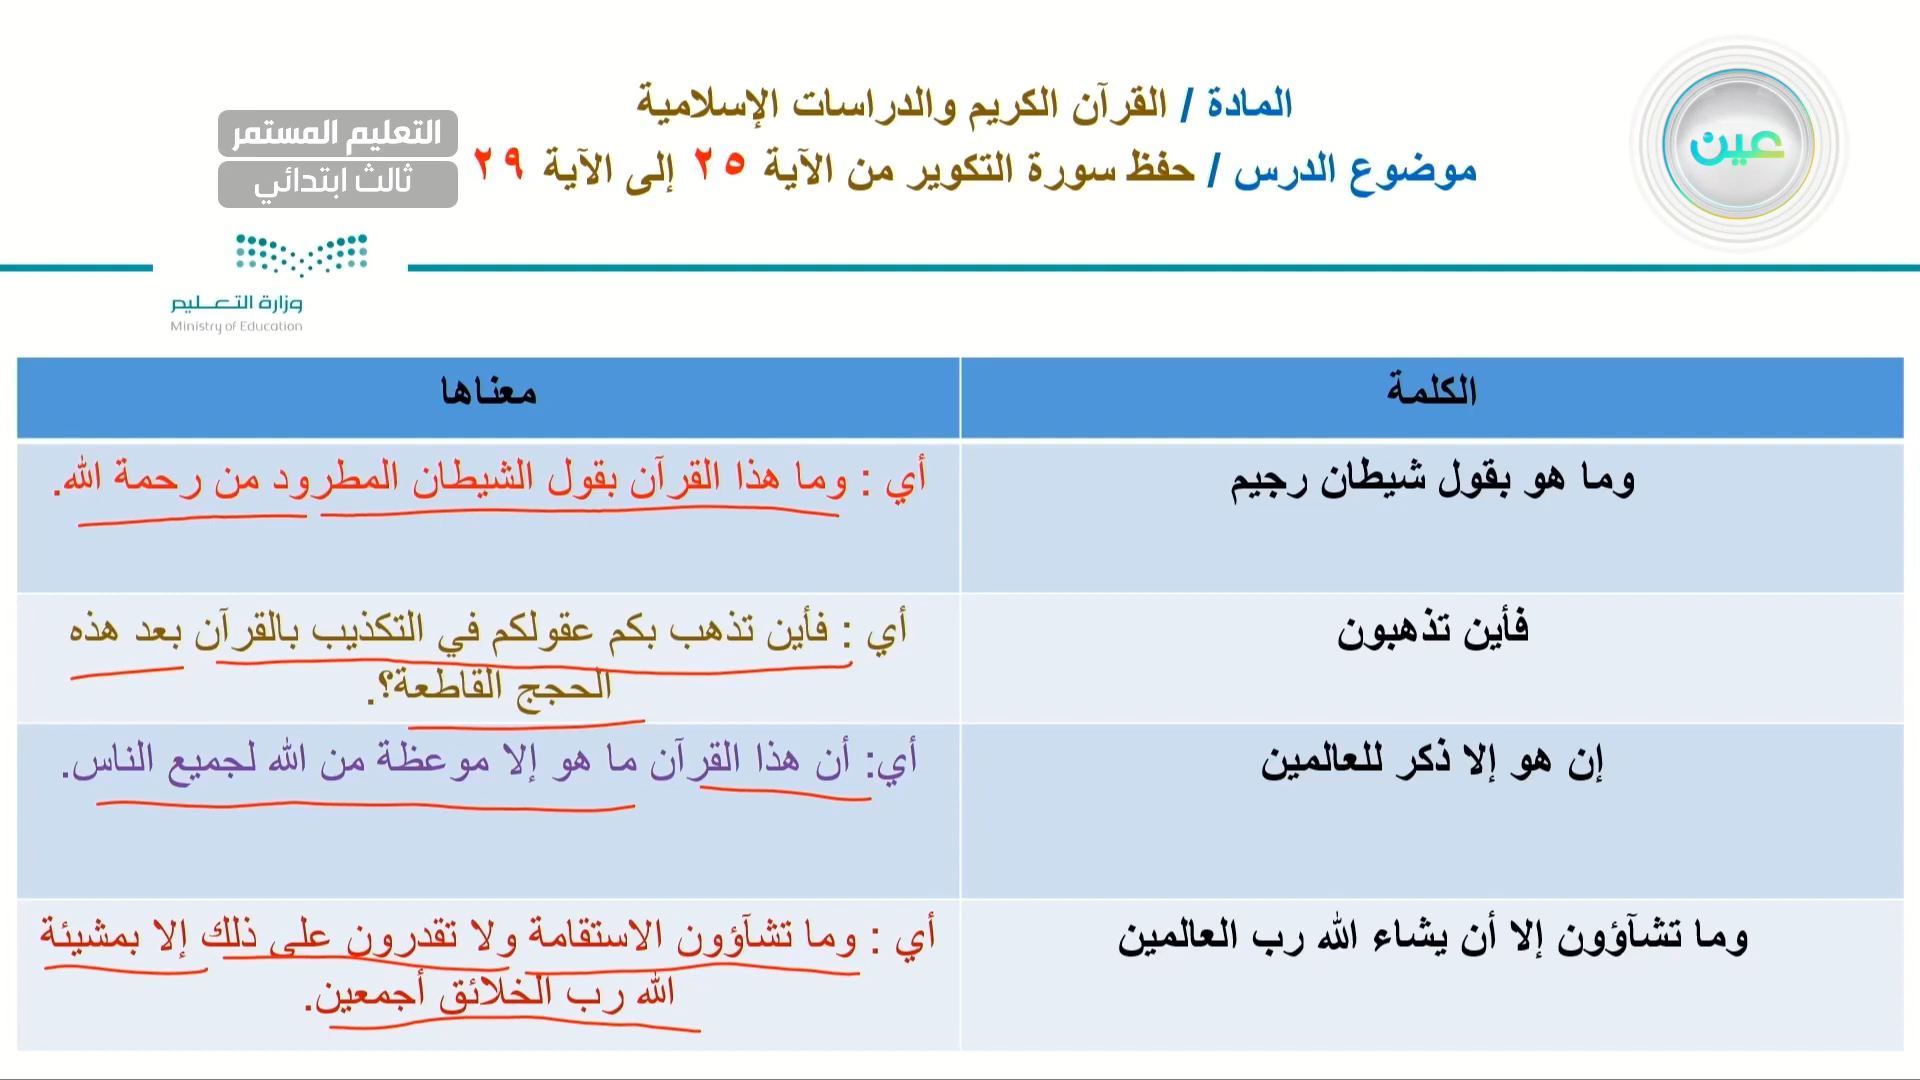 المادة / القرآن الكريم والدراسات الإسلامية
موضوع الدرس / حفظ سورة التكوير من الآية ٢٥ إلى الآية ٢٩
عين
التعليم المستمر
ثالث ابتدائي
وزارة التعليم
Ministry of Education
الكلمة
معناها
وما هو بقول شيطان رجيم
أي : وما هذا القرآن بقول الشيطان المطرود من رحمة الله.
فأين تذهبون
أي : فأين تذهب بكم عقولكم في التكذيب بالقرآن بعد هذه
الحجج القاطعة؟.
إن هو إلا ذكر للعالمين
أي: أن هذا القرآن ما هو إلا موعظة من الله لجميع الناس.
وما تشآؤون إلا أن يشاء الله رب العالمين
أي : وما تشآؤون الاستقامة ولا تقدرون على ذلك إلا بمشيئة
الله رب الخلائق أجمعين.